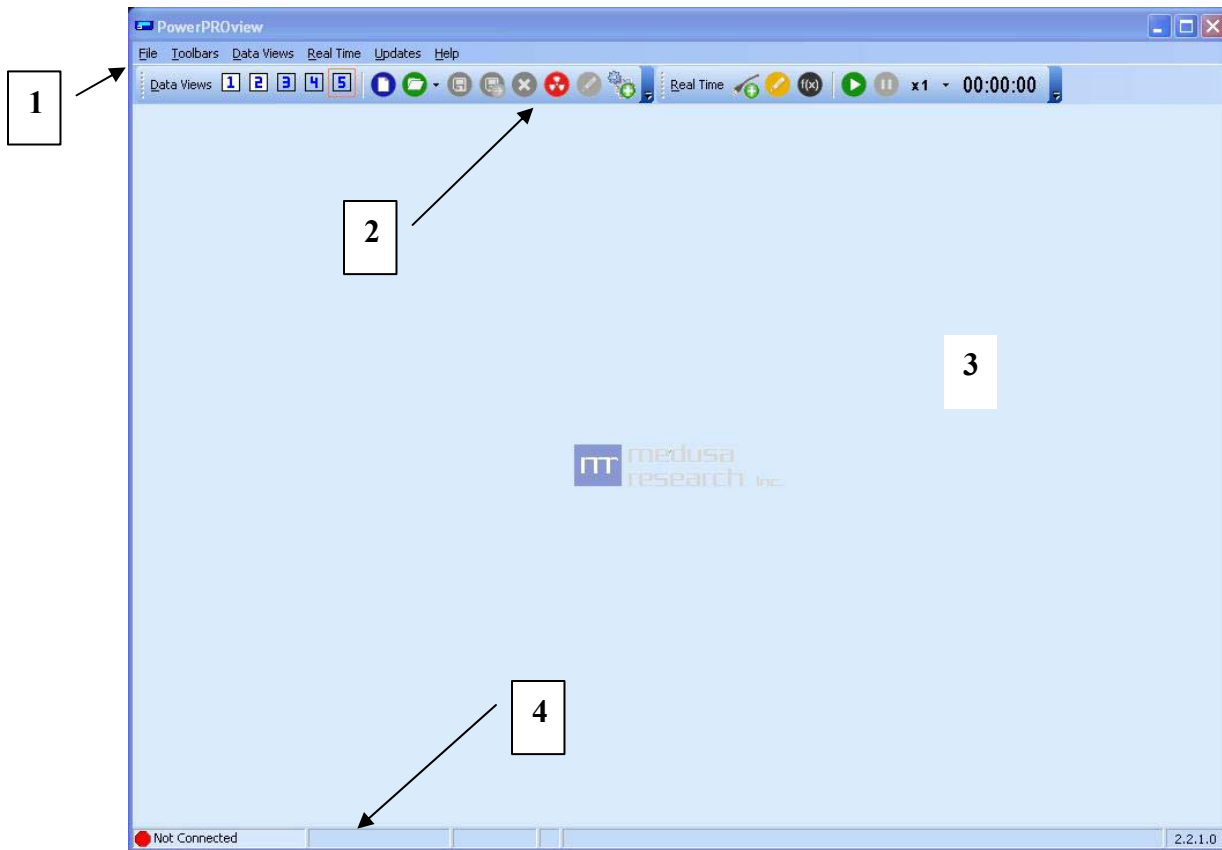 PowerPROview
File Toolbars Data Views Real Time Updates Help
1
Data Views 1 2 3 4 5 Real Time f(x) x1 00:00:00
2
3
mr medusa
research Inc.
4
Not Connected 2.2.1.0